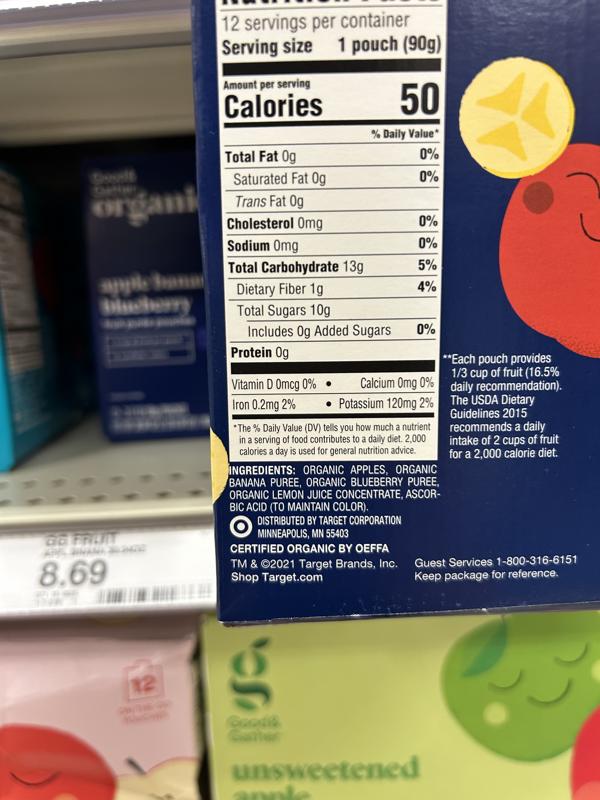 Nutrition Facts
12 servings per container
Serving size 1 pouch (90g)
Amount per serving
Calories 50
% Daily Value*
Total Fat 0g 0%
Saturated Fat 0g 0%
Trans Fat 0g
Cholesterol 0mg 0%
Sodium 0mg 0%
Total Carbohydrate 13g 5%
Dietary Fiber 1g 4%
Total Sugars 10g
Includes 0g Added Sugars 0%
Protein 0g
Vitamin D 0mcg 0% • Calcium 0mg 0%
Iron 0.2mg 2% • Potassium 120mg 2%
*The % Daily Value (DV) tells you how much a nutrient
in a serving of food contributes to a daily diet. 2,000
calories a day is used for general nutrition advice.
INGREDIENTS: ORGANIC APPLES, ORGANIC
BANANA PUREE, ORGANIC BLUEBERRY PUREE,
ORGANIC LEMON JUICE CONCENTRATE, ASCOR-
BIC ACID (TO MAINTAIN COLOR).
DISTRIBUTED BY TARGET CORPORATION
MINNEAPOLIS, MN 55403
CERTIFIED ORGANIC BY OEFFA
TM & ©2021 Target Brands, Inc.
Shop Target.com
**Each pouch provides
1/3 cup of fruit (16.5%
daily recommendation).
The USDA Dietary
Guidelines 2015
recommends a daily
intake of 2 cups of fruit
for a 2,000 calorie diet.
Guest Services 1-800-316-6151
Keep package for reference.
Good&
Gather
organic
apple banana
blueberry
GG FRUIT
8.69
12
Good&
Gather
unsweetened
apple